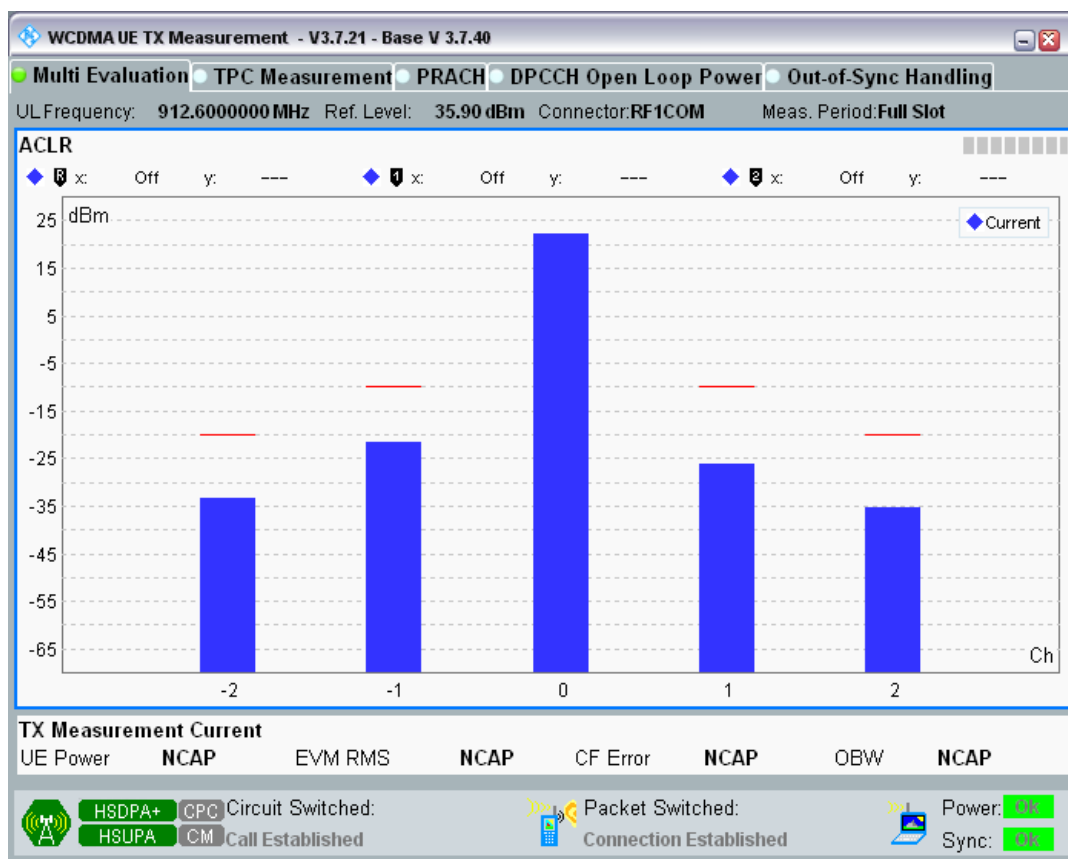 WCDMA UE TX Measurement - V3.7.21 - Base V 3.7.40
Multi Evaluation TPC Measurement PRACH DPCCH Open Loop Power Out-of-Sync Handling
UL Frequency: 912.6000000 MHz Ref. Level: 35.90 dBm Connector:RF1COM Meas. Period:Full Slot
ACLR
R x: Off y: --- 1 x: Off y: --- 2 x: Off y: ---
dBm
Current
25
15
5
-5
-15
-25
-35
-45
-55
-65
Ch
-2 -1 0 1 2
TX Measurement Current
UE Power NCAP EVM RMS NCAP CF Error NCAP OBW NCAP
HSDPA+ CPC Circuit Switched: Packet Switched: Power: Ok
HSUPA CM Call Established Connection Established Sync: Ok